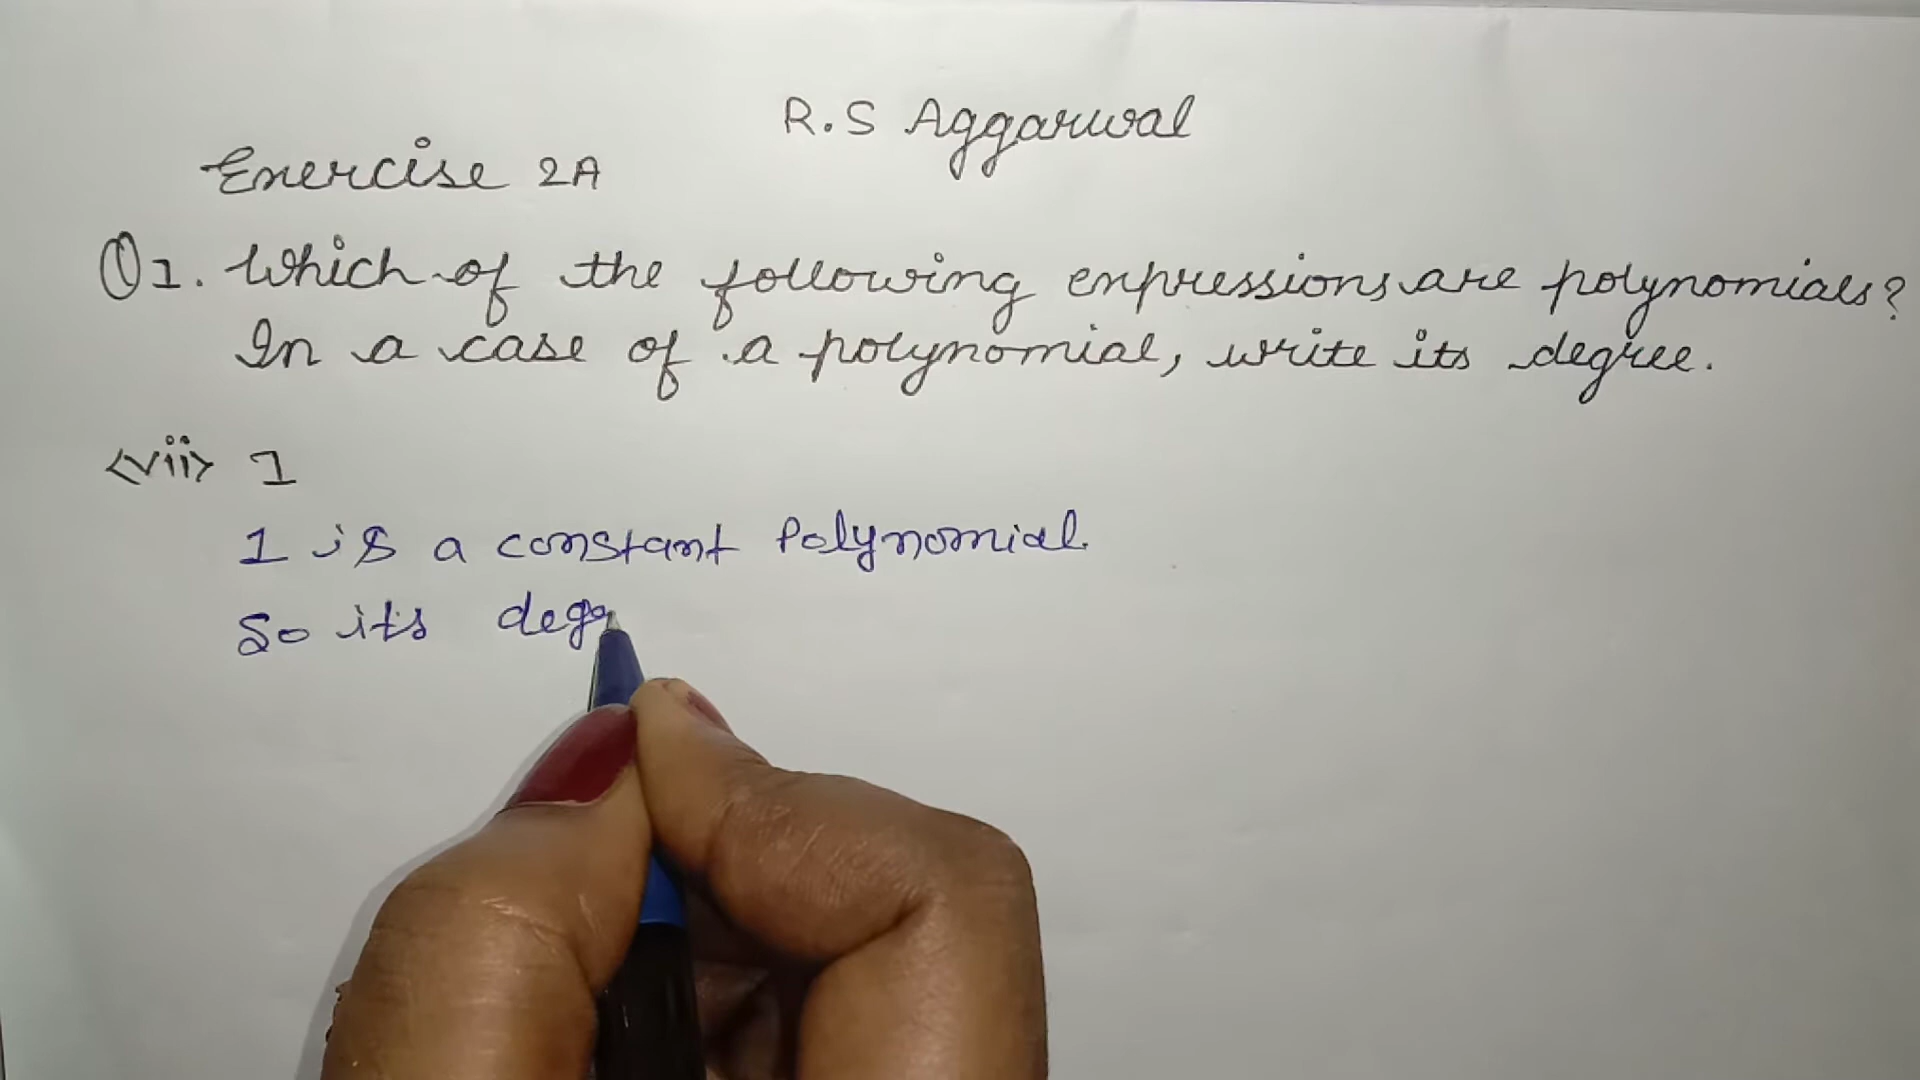 R.S Aggarwal
Exercise 2A
Q1. Which of the following expressions are polynomials?
In a case of a polynomial, write its degree.
<vii> 1
1 is a constant Polynomial.
So its deg